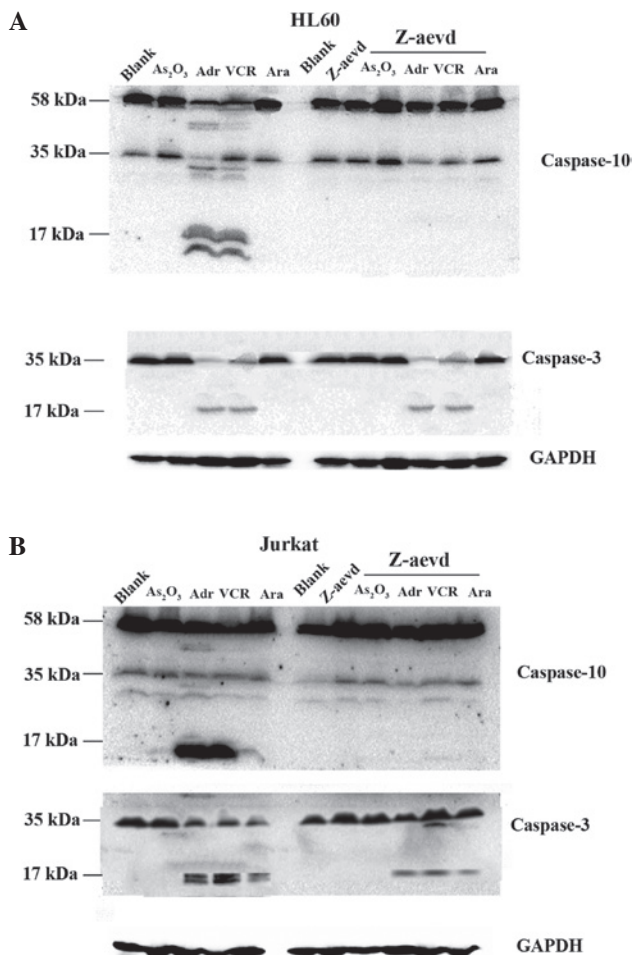 A
HL60
Z-aevd
Blank As₂O₃ Adr VCR Ara Blank Z-aevd As₂O₃ Adr VCR Ara
58 kDa
35 kDa
Caspase-10
17 kDa
35 kDa
Caspase-3
17 kDa
GAPDH
B
Jurkat
Z-aevd
Blank As₂O₃ Adr VCR Ara Blank Z-aevd As₂O₃ Adr VCR Ara
58 kDa
35 kDa
Caspase-10
17 kDa
35 kDa
Caspase-3
17 kDa
GAPDH